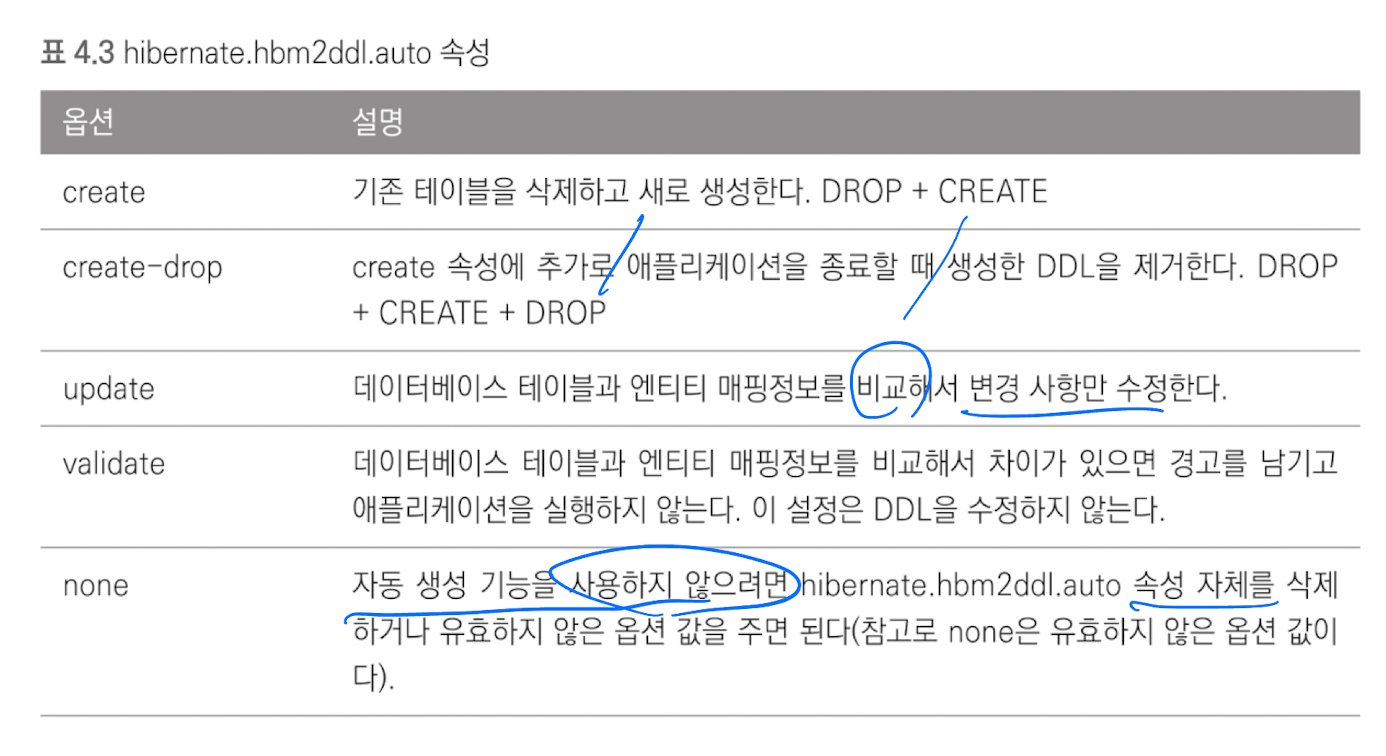 표 4.3 hibernate.hbm2ddl.auto 속성
옵션 설명
create 기존 테이블을 삭제하고 새로 생성한다. DROP + CREATE
create-drop create 속성에 추가로 애플리케이션을 종료할 때 생성한 DDL을 제거한다. DROP
+ CREATE + DROP
update 데이터베이스 테이블과 엔티티 매핑정보를 비교해서 변경 사항만 수정한다.
validate 데이터베이스 테이블과 엔티티 매핑정보를 비교해서 차이가 있으면 경고를 남기고
애플리케이션을 실행하지 않는다. 이 설정은 DDL을 수정하지 않는다.
none 자동 생성 기능을 사용하지 않으려면 hibernate.hbm2ddl.auto 속성 자체를 삭제
하거나 유효하지 않은 옵션 값을 주면 된다(참고로 none은 유효하지 않은 옵션 값이
다).